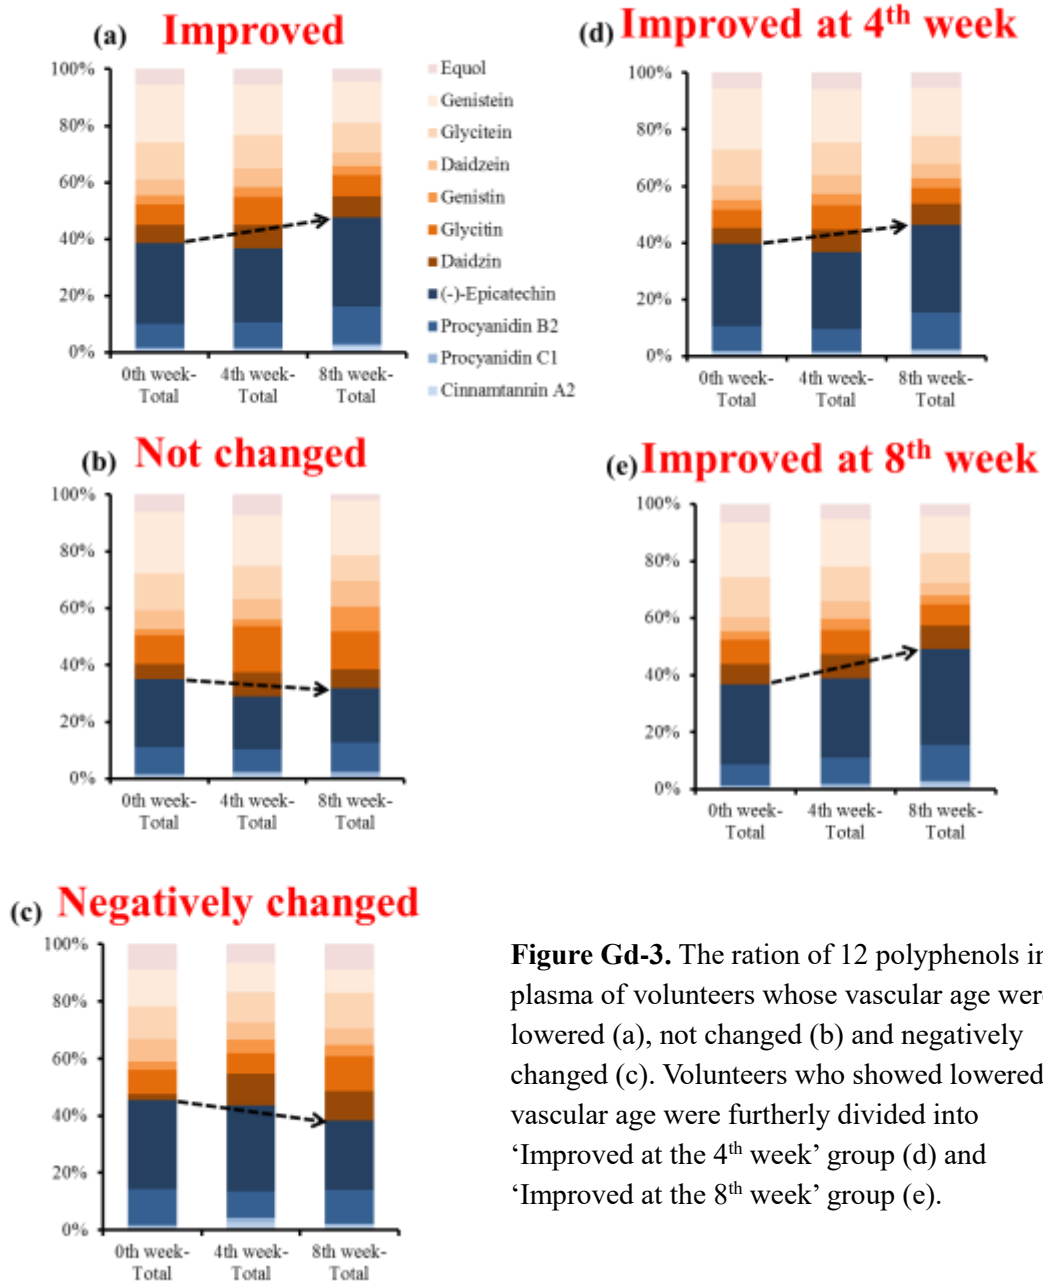 (a) Improved
100%
80%
60%
40%
20%
0%
0th week-
Total
4th week-
Total
8th week-
Total
Equol
Genistein
Glycitein
Daidzein
Genistin
Glycitin
Daidzin
(-)-Epicatechin
Procyanidin B2
Procyanidin C1
Cinnamtannin A2
(d) Improved at 4th week
100%
80%
60%
40%
20%
0%
0th week-
Total
4th week-
Total
8th week-
Total
(b) Not changed
100%
80%
60%
40%
20%
0%
0th week-
Total
4th week-
Total
8th week-
Total
(e) Improved at 8th week
100%
80%
60%
40%
20%
0%
0th week-
Total
4th week-
Total
8th week-
Total
(c) Negatively changed
100%
80%
60%
40%
20%
0%
0th week-
Total
4th week-
Total
8th week-
Total
Figure Gd-3. The ration of 12 polyphenols in
plasma of volunteers whose vascular age were
lowered (a), not changed (b) and negatively
changed (c). Volunteers who showed lowered
vascular age were furtherly divided into
‘Improved at the 4th week’ group (d) and
‘Improved at the 8th week’ group (e).